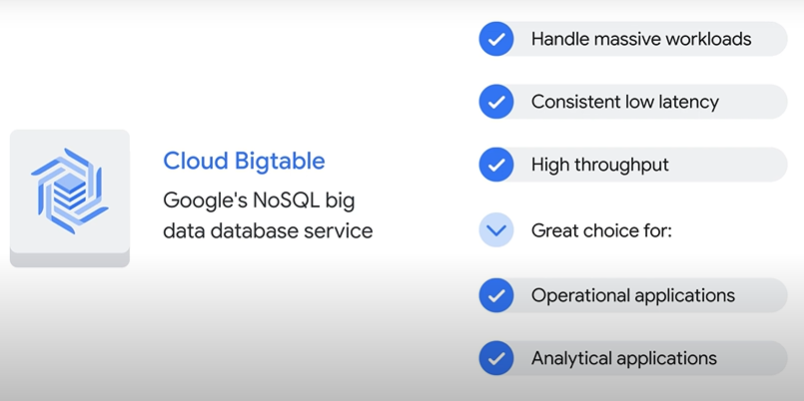 Cloud Bigtable
Google's NoSQL big
data database service
Handle massive workloads
Consistent low latency
High throughput
Great choice for:
Operational applications
Analytical applications